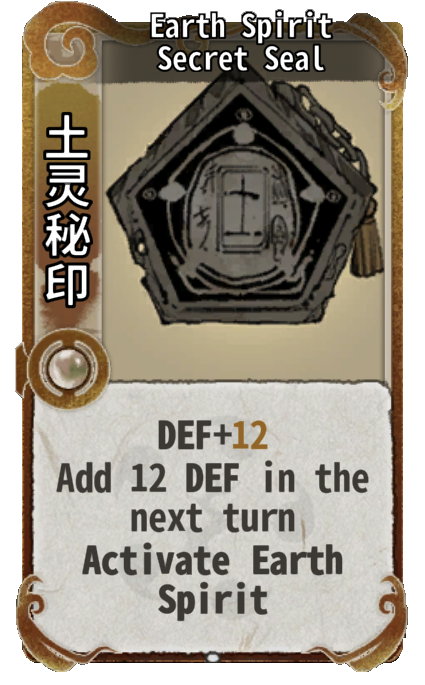 Earth Spirit
Secret Seal
土灵秘印
土
DEF+12
Add 12 DEF in the
next turn
Activate Earth
Spirit